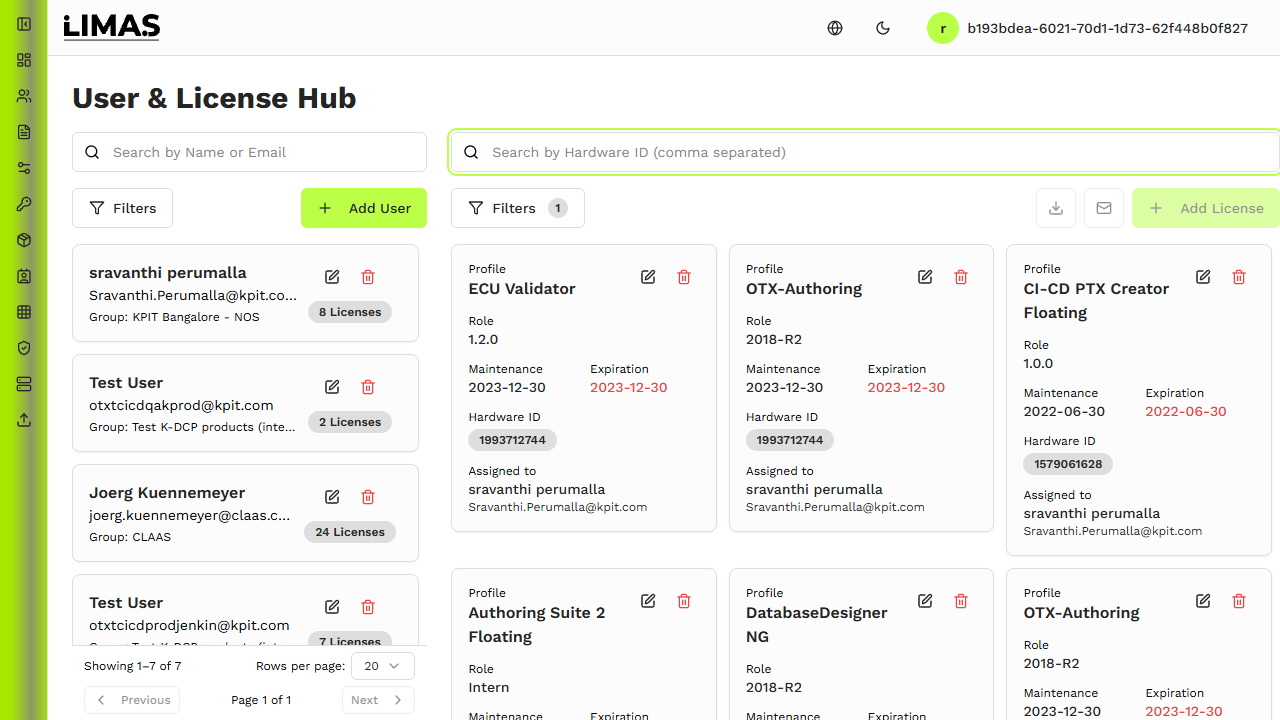 LIMAS
r
b193bdea-6021-70d1-1d73-62f448b0f827
User & License Hub
Search by Name or Email
Search by Hardware ID (comma separated)
Filters
Add User
Filters 1
Add License
sravanthi perumalla
Sravanthi.Perumalla@kpit.co...
Group: KPIT Bangalore - NOS
8 Licenses
Test User
otxtcicdqakprod@kpit.com
Group: Test K-DCP products (inte...
2 Licenses
Joerg Kuennemeyer
joerg.kuennemeyer@claas.c...
Group: CLAAS
24 Licenses
Test User
otxtcicdprodjenkin@kpit.com
7 Licenses
Showing 1–7 of 7
Rows per page: 20
Previous
Page 1 of 1
Next
Profile
ECU Validator
Role
1.2.0
Maintenance Expiration
2023-12-30 2023-12-30
Hardware ID
1993712744
Assigned to
sravanthi perumalla
Sravanthi.Perumalla@kpit.com
Profile
OTX-Authoring
Role
2018-R2
Maintenance Expiration
2023-12-30 2023-12-30
Hardware ID
1993712744
Assigned to
sravanthi perumalla
Sravanthi.Perumalla@kpit.com
Profile
CI-CD PTX Creator
Floating
Role
1.0.0
Maintenance Expiration
2022-06-30 2022-06-30
Hardware ID
1579061628
Assigned to
sravanthi perumalla
Sravanthi.Perumalla@kpit.com
Profile
Authoring Suite 2
Floating
Role
Intern
Maintenance Expiration
Profile
DatabaseDesigner
NG
Role
2018-R2
Maintenance Expiration
Profile
OTX-Authoring
Role
2018-R2
Maintenance Expiration
2023-12-30 2023-12-30